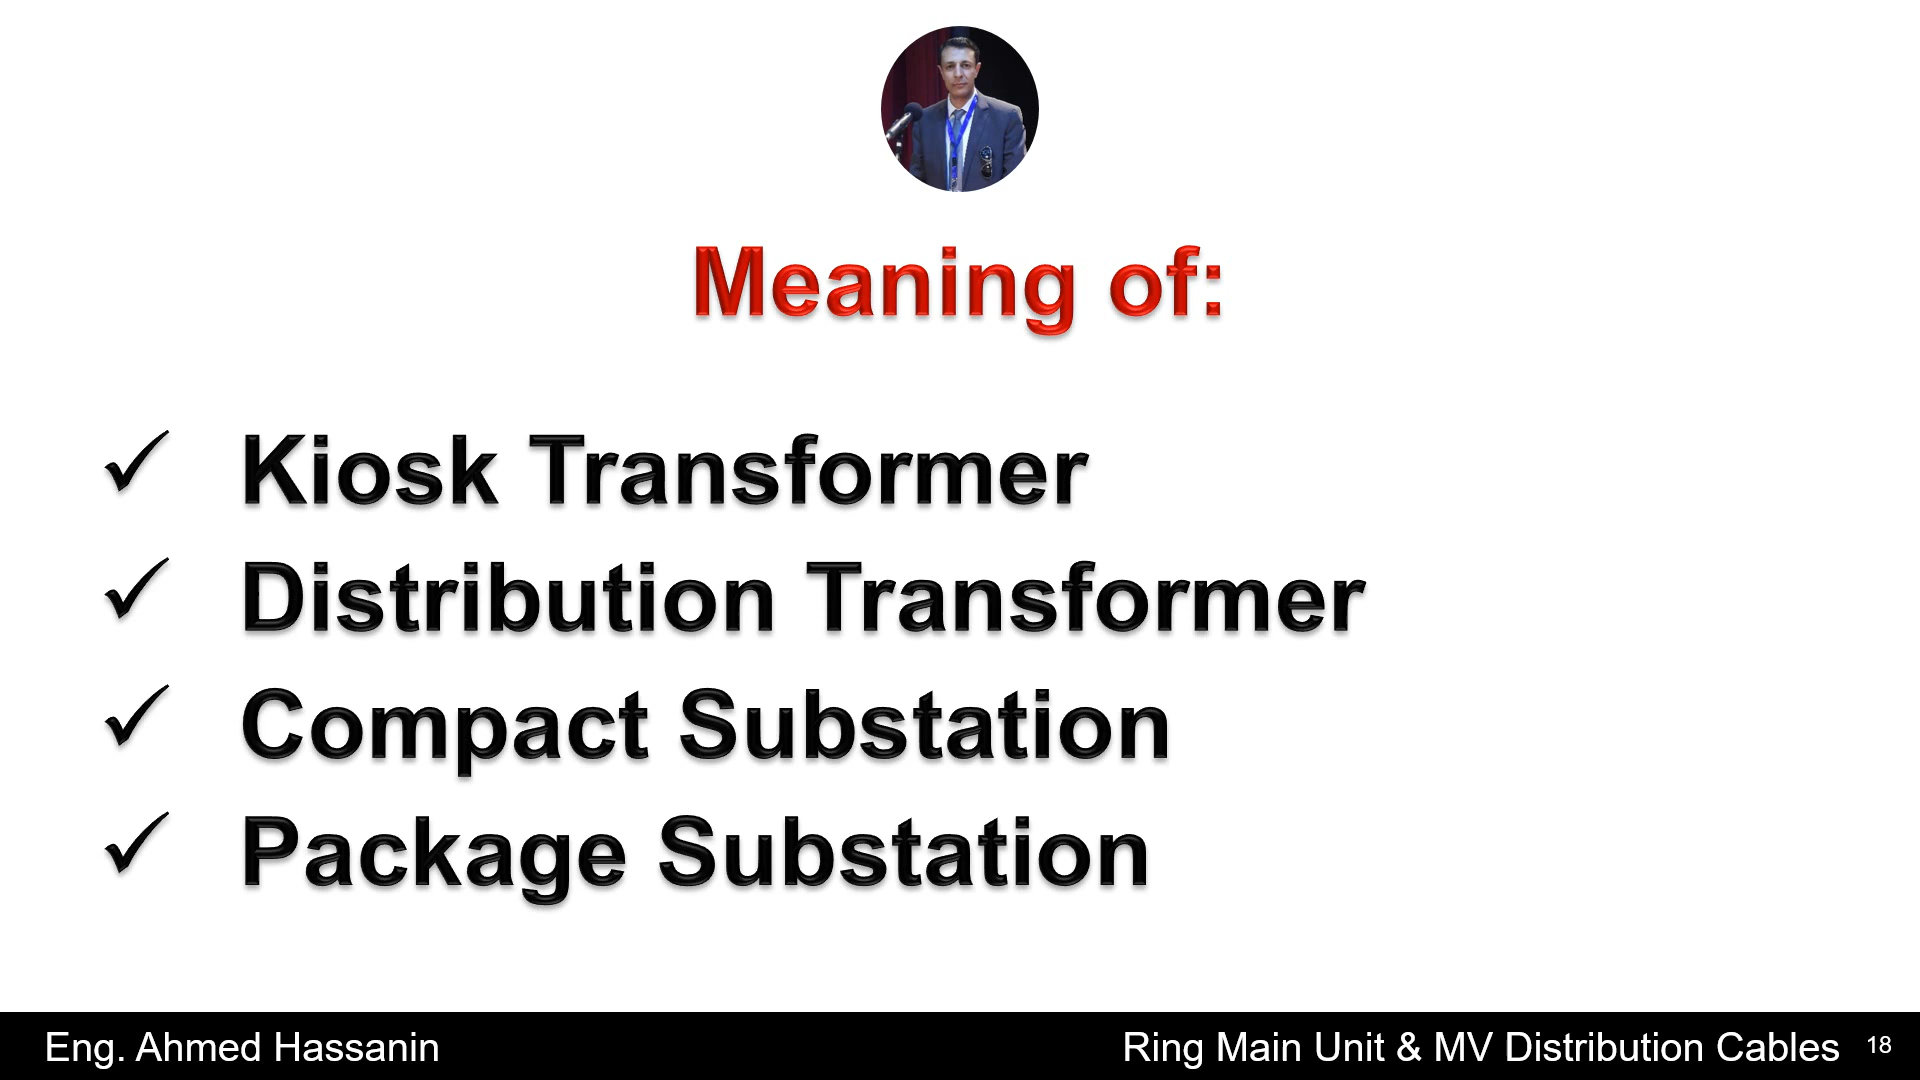 Meaning of:
✓ Kiosk Transformer
✓ Distribution Transformer
✓ Compact Substation
✓ Package Substation
Eng. Ahmed Hassanin
Ring Main Unit & MV Distribution Cables 18